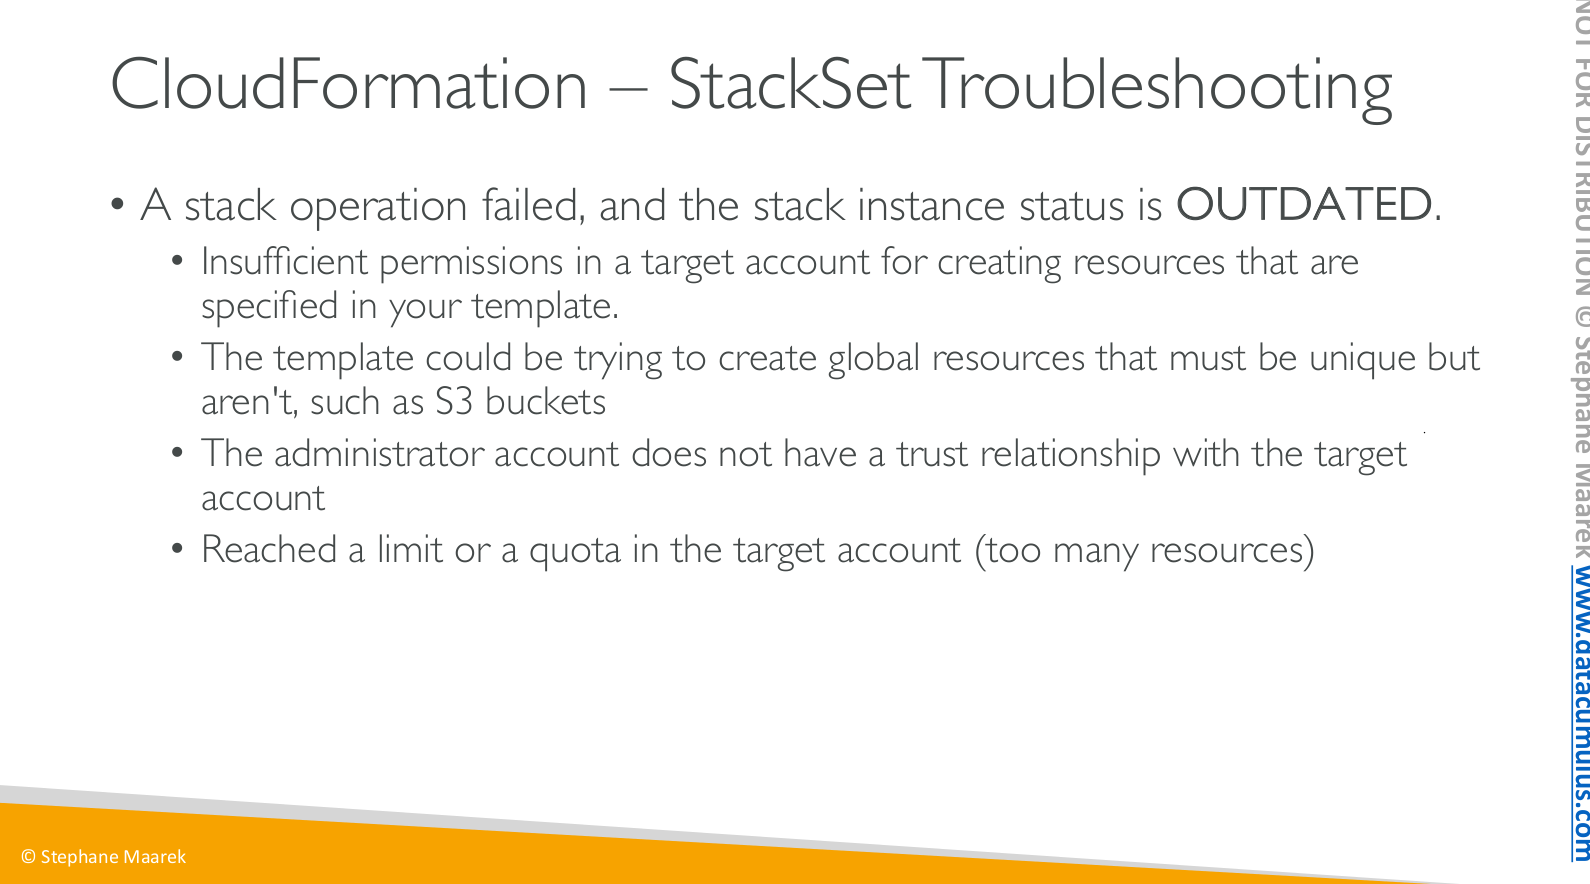 CloudFormation – StackSet Troubleshooting
• A stack operation failed, and the stack instance status is OUTDATED.
• Insufficient permissions in a target account for creating resources that are
specified in your template.
• The template could be trying to create global resources that must be unique but
aren't, such as S3 buckets
• The administrator account does not have a trust relationship with the target
account
• Reached a limit or a quota in the target account (too many resources)
© Stephane Maarek
NOT FOR DISTRIBUTION © Stephane Maarek www.datacumulus.com